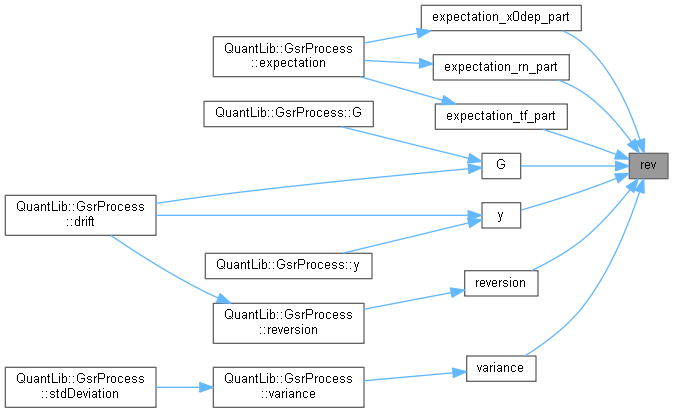 expectation_x0dep_part
QuantLib::GsrProcess
::expectation
expectation_rn_part
QuantLib::GsrProcess::G
expectation_tf_part
G
rev
QuantLib::GsrProcess
::drift
y
QuantLib::GsrProcess::y
reversion
QuantLib::GsrProcess
::reversion
variance
QuantLib::GsrProcess
::stdDeviation
QuantLib::GsrProcess
::variance